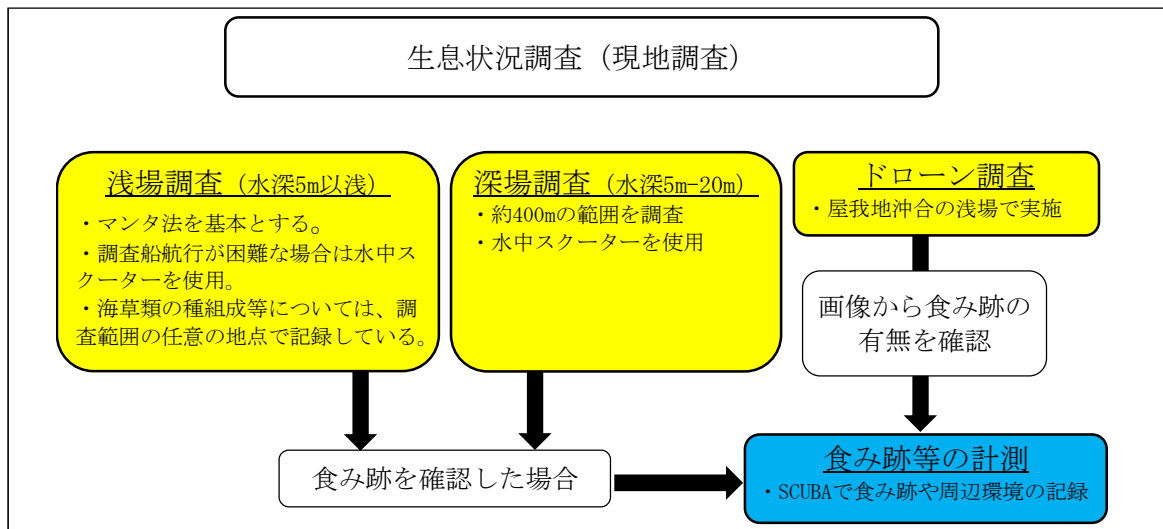 生息状況調査（現地調査）
浅場調査（水深5m以浅）
・マンタ法を基本とする。
・調査船航行が困難な場合は水中ス
クーターを使用。
・海草類の種組成等については、調
査範囲の任意の地点で記録している。
深場調査（水深5m-20m）
・約400mの範囲を調査
・水中スクーターを使用
ドローン調査
・屋我地沖合の浅場で実施
画像から食み跡の
有無を確認
食み跡を確認した場合
食み跡等の計測
・SCUBAで食み跡や周辺環境の記録